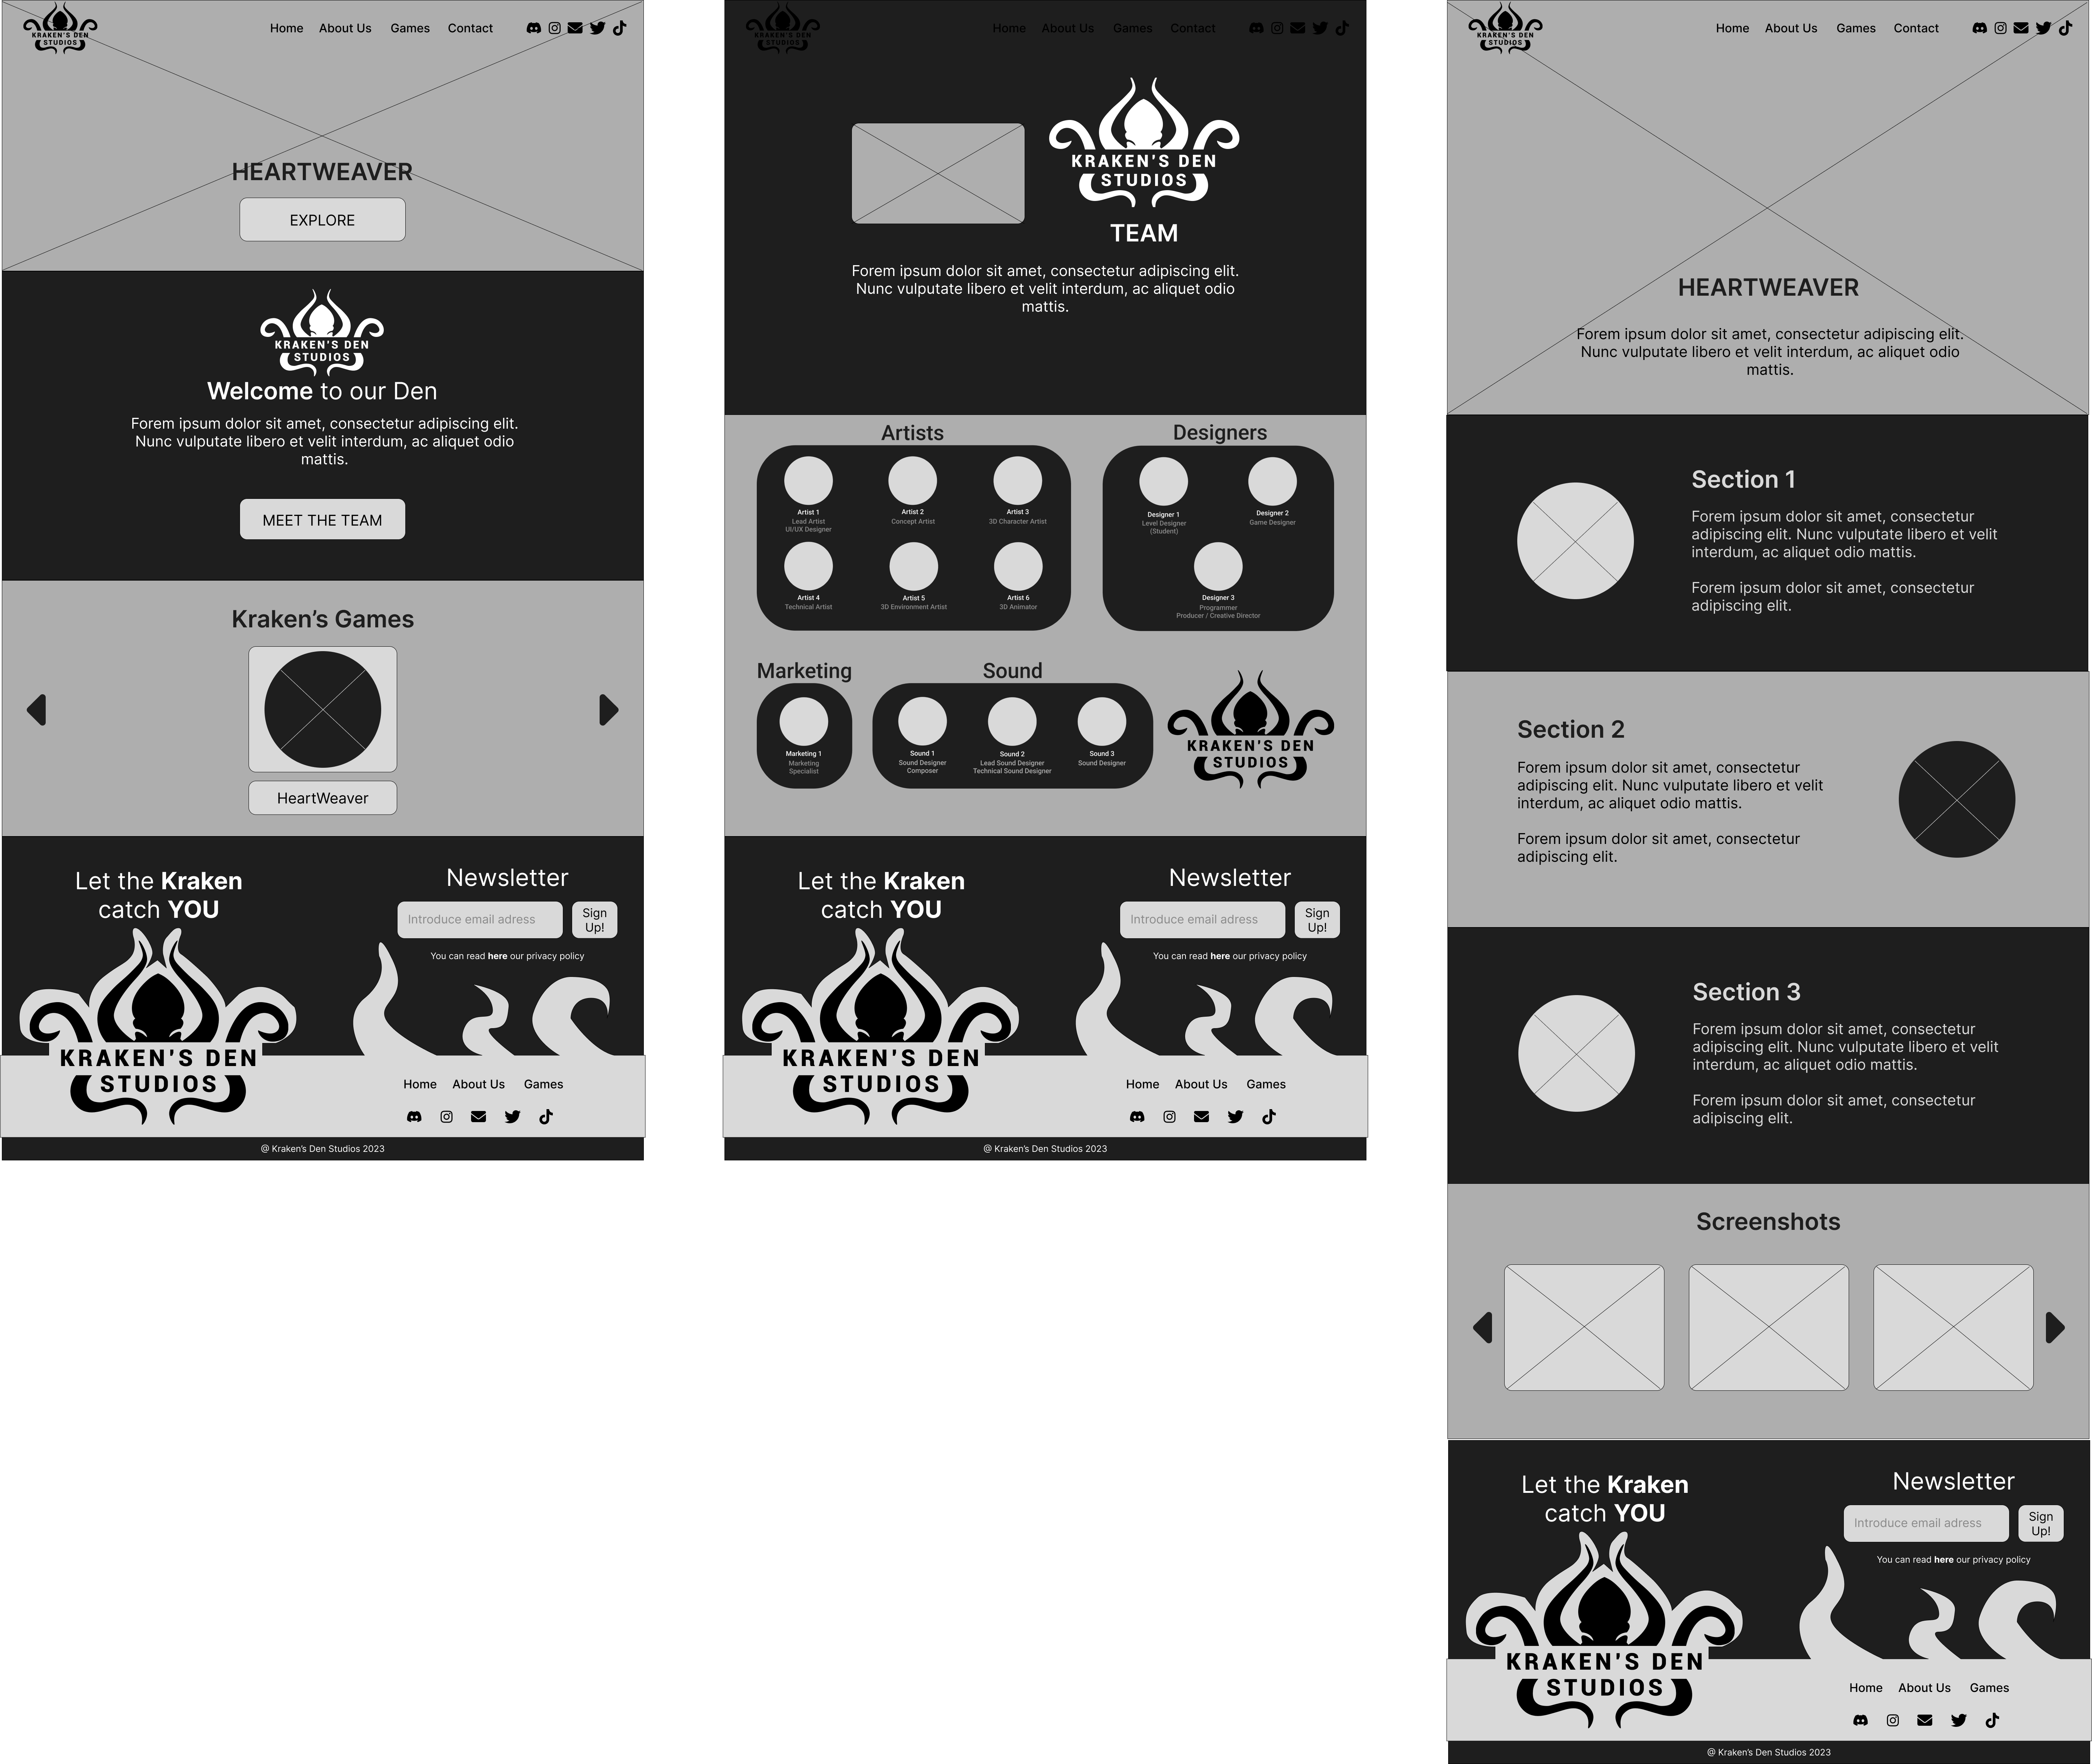 KRAKEN'S DEN
STUDIOS
Home About Us Games Contact
HEARTWEAVER
EXPLORE
KRAKEN'S DEN
STUDIOS
Welcome to our Den
Forem ipsum dolor sit amet, consectetur adipiscing elit.
Nunc vulputate libero et velit interdum, ac aliquet odio
mattis.
MEET THE TEAM
Kraken’s Games
HeartWeaver
Let the Kraken
catch YOU
Newsletter
Introduce email adress
Sign
Up!
You can read here our privacy policy
KRAKEN'S DEN
STUDIOS
Home About Us Games
@ Kraken’s Den Studios 2023
KRAKEN'S DEN
STUDIOS
Home About Us Games Contact
KRAKEN'S DEN
STUDIOS
TEAM
Forem ipsum dolor sit amet, consectetur adipiscing elit.
Nunc vulputate libero et velit interdum, ac aliquet odio
mattis.
Artists
Artist 1
Lead Artist
UI/UX Designer
Artist 2
Concept Artist
Artist 3
3D Character Artist
Artist 4
Technical Artist
Artist 5
3D Environment Artist
Artist 6
3D Animator
Designers
Designer 1
Level Designer
(Student)
Designer 2
Game Designer
Designer 3
Programmer
Producer / Creative Director
Marketing
Marketing 1
Marketing
Specialist
Sound
Sound 1
Sound Designer
Composer
Sound 2
Lead Sound Designer
Technical Sound Designer
Sound 3
Sound Designer
KRAKEN'S DEN
STUDIOS
Let the Kraken
catch YOU
Newsletter
Introduce email adress
Sign
Up!
You can read here our privacy policy
KRAKEN'S DEN
STUDIOS
Home About Us Games
@ Kraken’s Den Studios 2023
KRAKEN'S DEN
STUDIOS
Home About Us Games Contact
HEARTWEAVER
Forem ipsum dolor sit amet, consectetur adipiscing elit.
Nunc vulputate libero et velit interdum, ac aliquet odio
mattis.
Section 1
Forem ipsum dolor sit amet, consectetur
adipiscing elit. Nunc vulputate libero et velit
interdum, ac aliquet odio mattis.
Forem ipsum dolor sit amet, consectetur
adipiscing elit.
Section 2
Forem ipsum dolor sit amet, consectetur
adipiscing elit. Nunc vulputate libero et velit
interdum, ac aliquet odio mattis.
Forem ipsum dolor sit amet, consectetur
adipiscing elit.
Section 3
Forem ipsum dolor sit amet, consectetur
adipiscing elit. Nunc vulputate libero et velit
interdum, ac aliquet odio mattis.
Forem ipsum dolor sit amet, consectetur
adipiscing elit.
Screenshots
Let the Kraken
catch YOU
Newsletter
Introduce email adress
Sign
Up!
You can read here our privacy policy
KRAKEN'S DEN
STUDIOS
Home About Us Games
@ Kraken’s Den Studios 2023